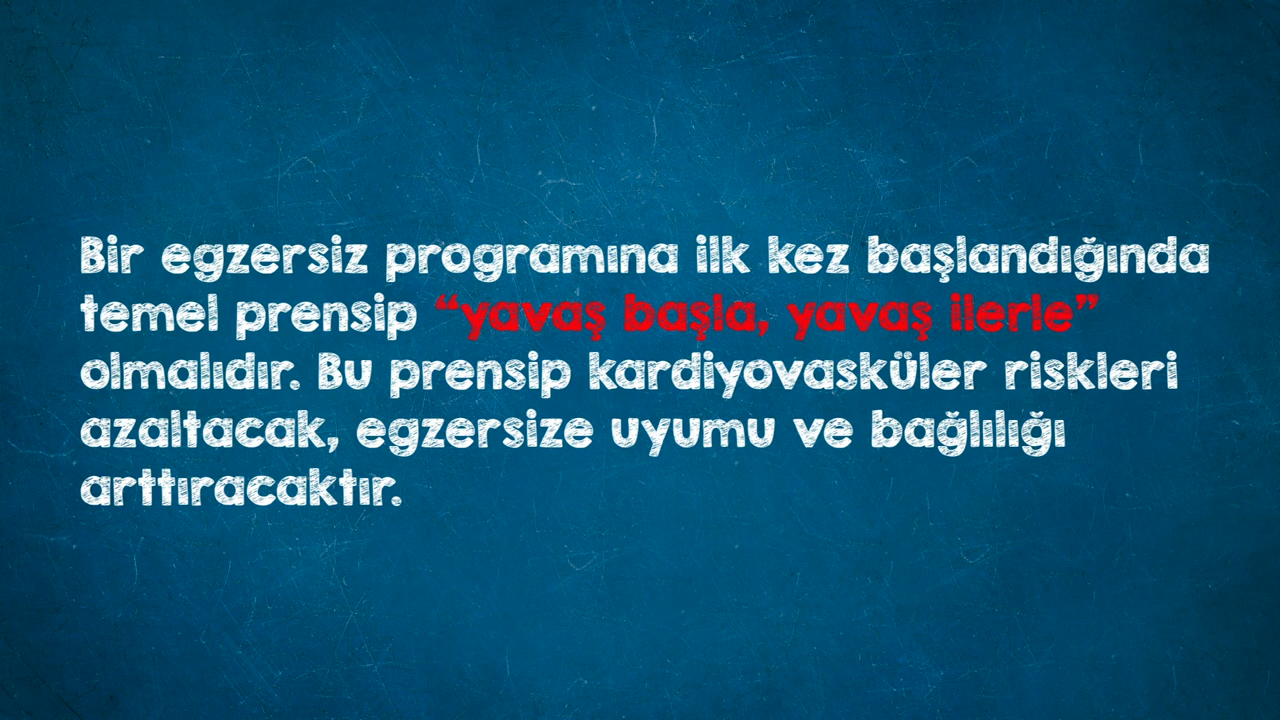 Bir egzersiz programına ilk kez başlandığında
temel prensip “yavaş başla, yavaş ilerle”
olmalıdır. Bu prensip kardiyovasküler riskleri
azaltacak, egzersize uyumu ve bağlılığı
arttıracaktır.